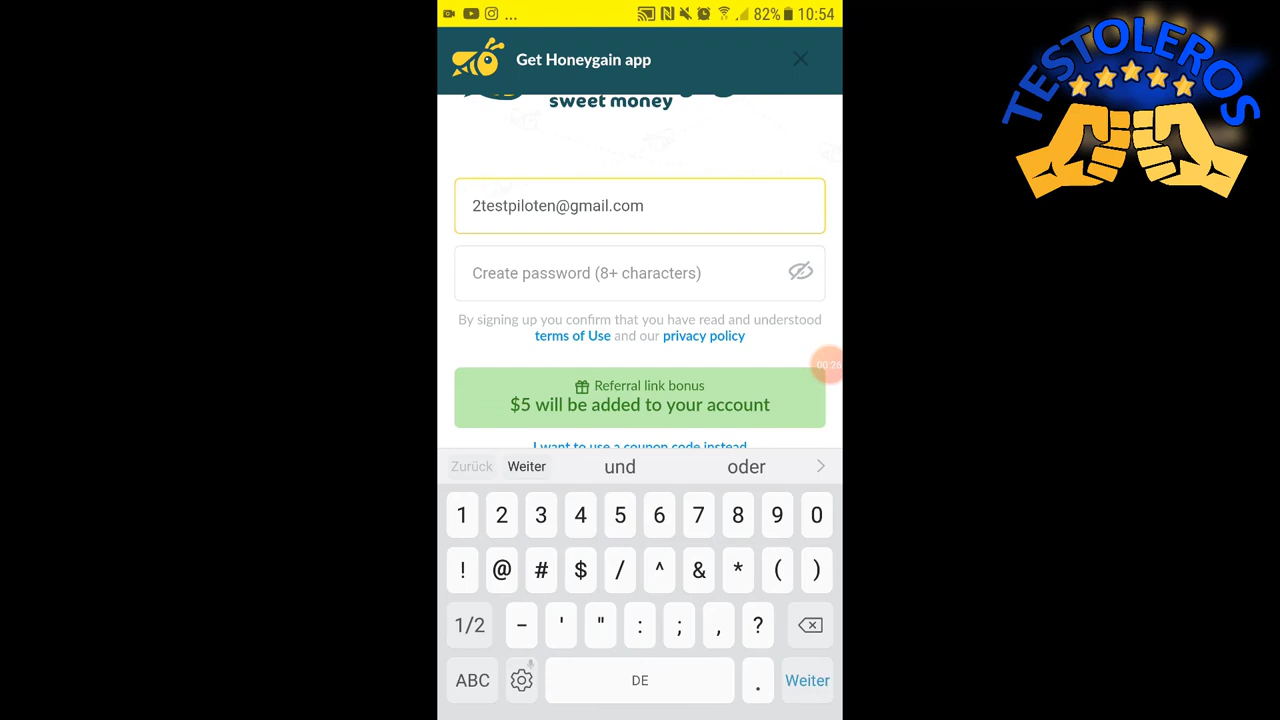 ... 82% 10:54
Get Honeygain app
sweet money
2testpiloten@gmail.com
Create password (8+ characters)
By signing up you confirm that you have read and understood
terms of Use and our privacy policy
00:26
Referral link bonus
$5 will be added to your account
I want to use a coupon code instead
Zurück Weiter und oder
1 2 3 4 5 6 7 8 9 0
! @ # $ / ^ & * ( )
1/2 - ' " : ; , ?
ABC DE . Weiter
TESTOLEROS